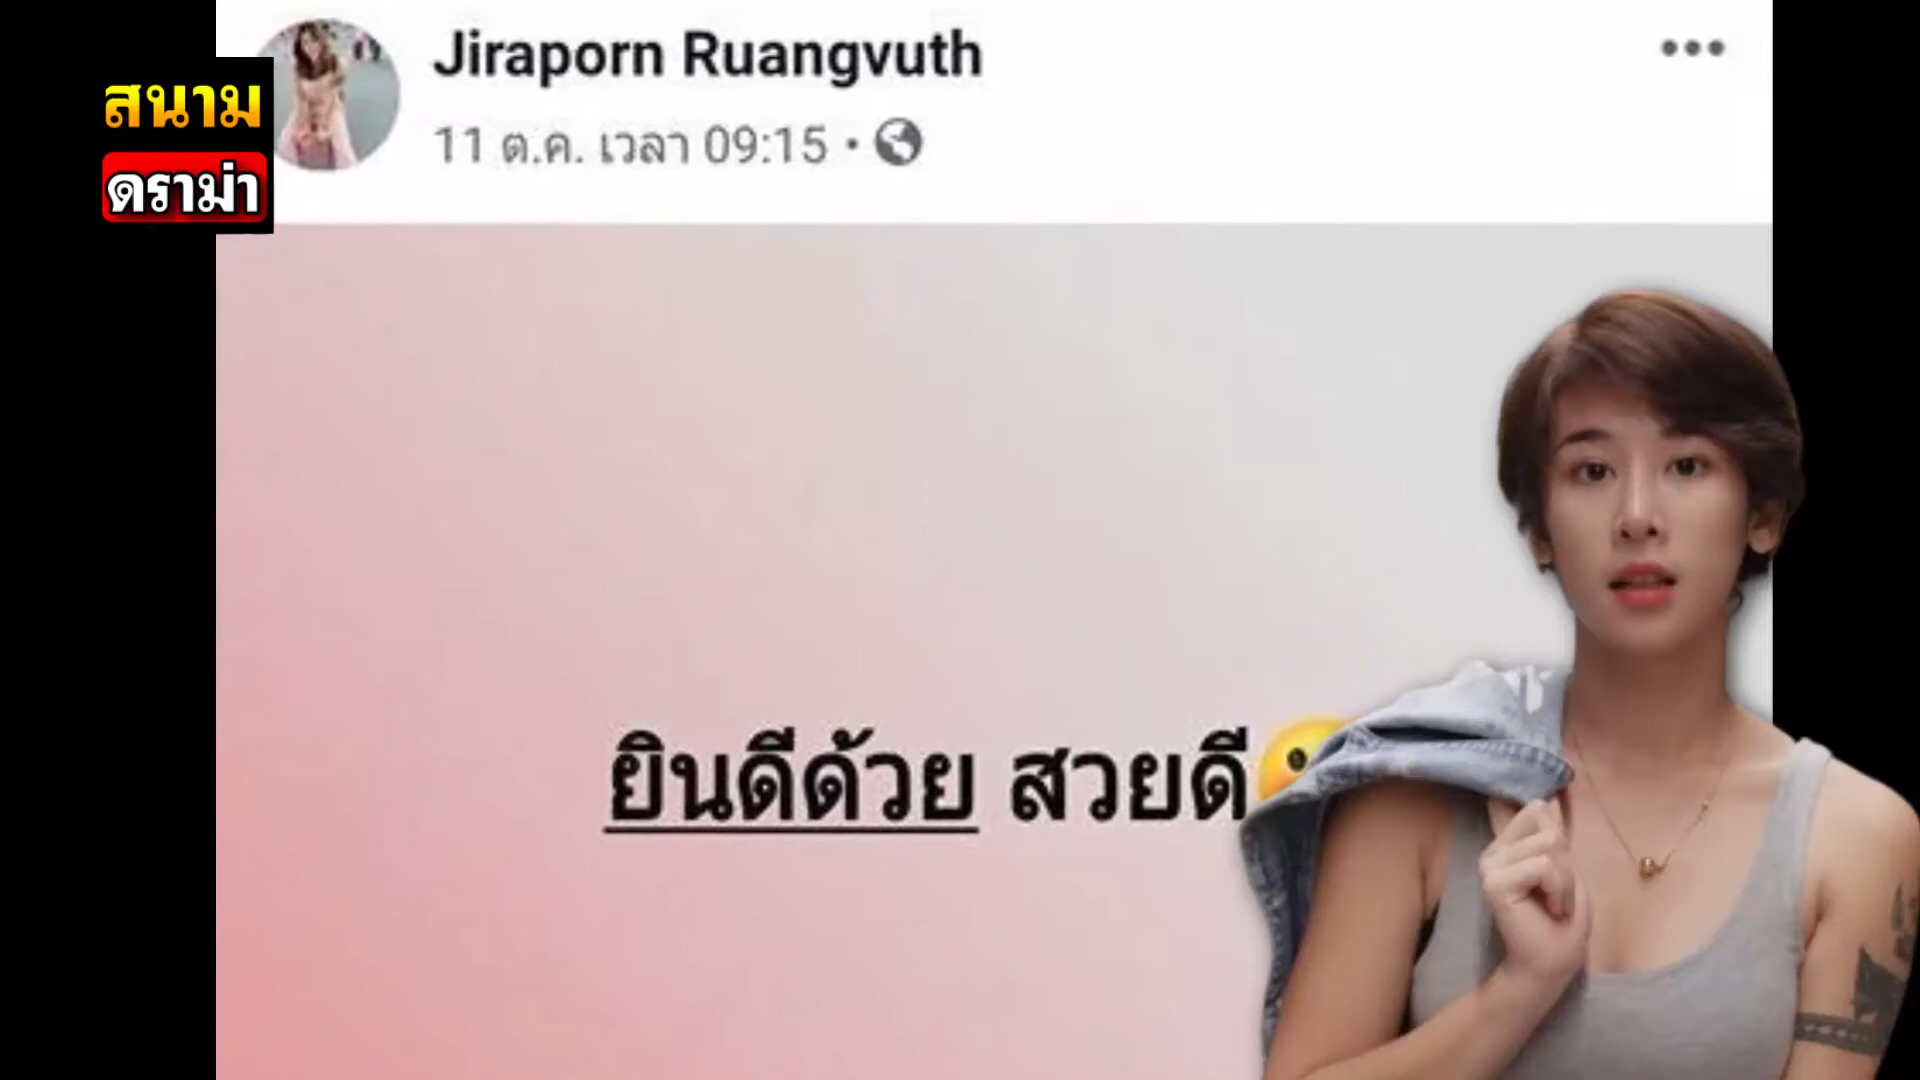 สนาม
ดราม่า
Jiraporn Ruangvuth
11 ต.ค. เวลา 09:15 •
ยินดีด้วย สวยดี